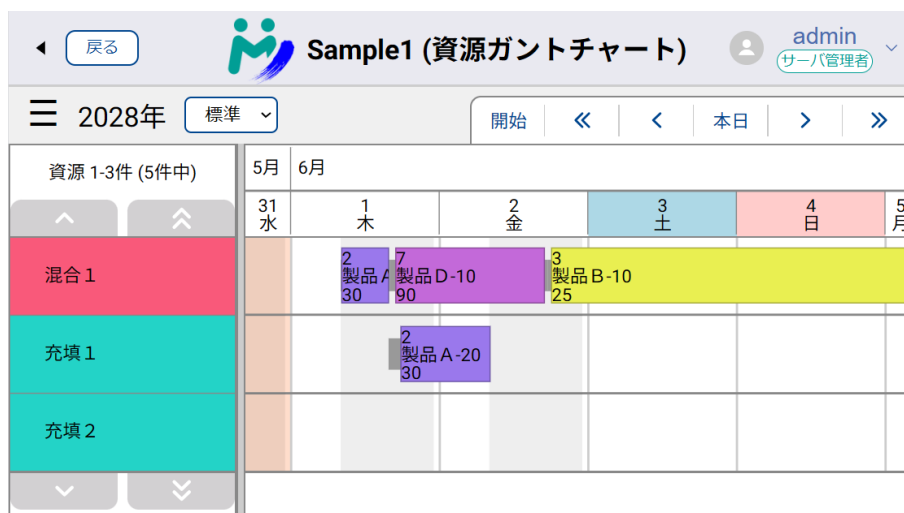 戻る
Sample1 (資源ガントチャート)
admin
サーバ管理者
2028年
標準
開始
本日
資源 1-3件 (5件中)
5月
6月
31
水
1
木
2
金
3
土
4
日
5
月
混合1
2
製品A
30
7
製品D-10
90
3
製品B-10
25
充填1
2
製品A-20
30
充填2